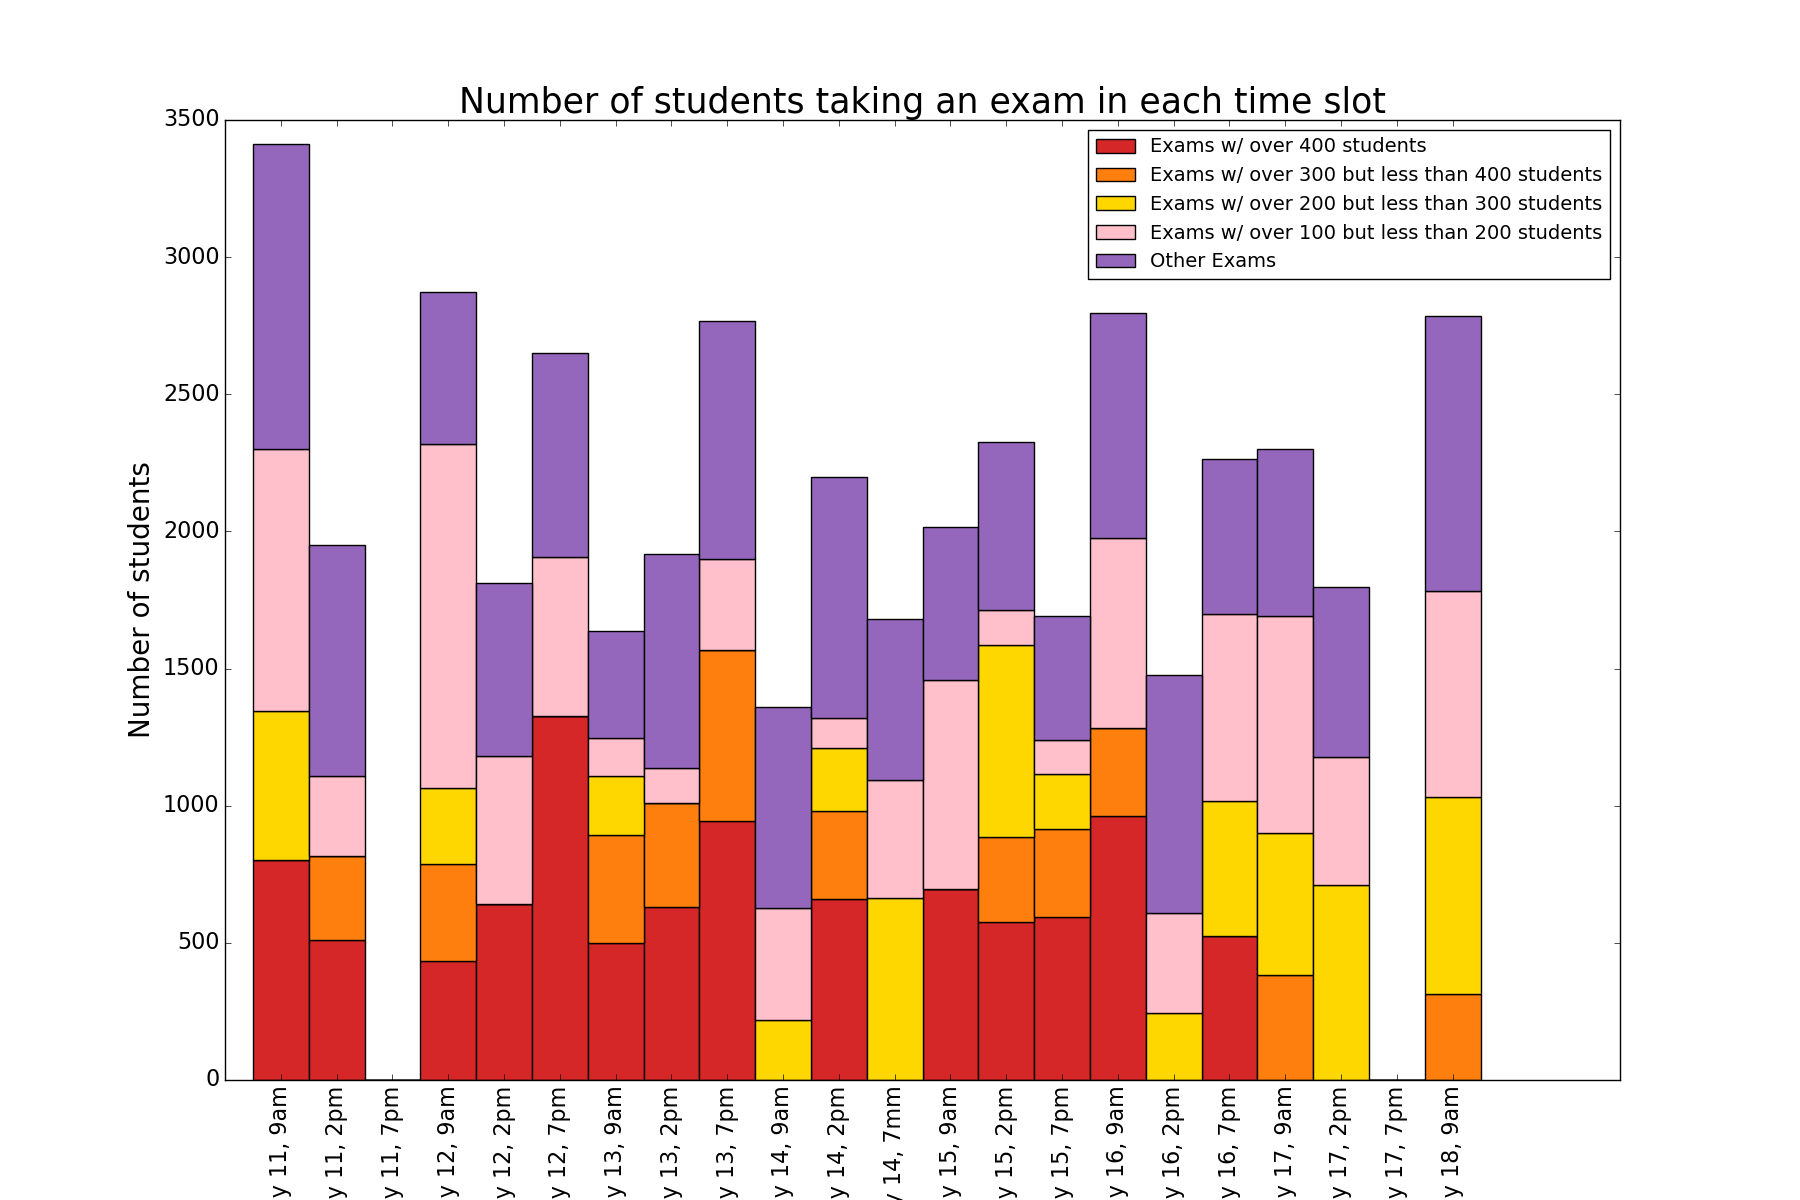 Number of students taking an exam in each time slot
Exams w/ over 400 students
Exams w/ over 300 but less than 400 students
Exams w/ over 200 but less than 300 students
Exams w/ over 100 but less than 200 students
Other Exams
Number of students
3500
3000
2500
2000
1500
1000
500
0
y 11, 9am
y 11, 2pm
y 11, 7pm
y 12, 9am
y 12, 2pm
y 12, 7pm
y 13, 9am
y 13, 2pm
y 13, 7pm
y 14, 9am
y 14, 2pm
y 14, 7mm
y 15, 9am
y 15, 2pm
y 15, 7pm
y 16, 9am
y 16, 2pm
y 16, 7pm
y 17, 9am
y 17, 2pm
y 17, 7pm
y 18, 9am